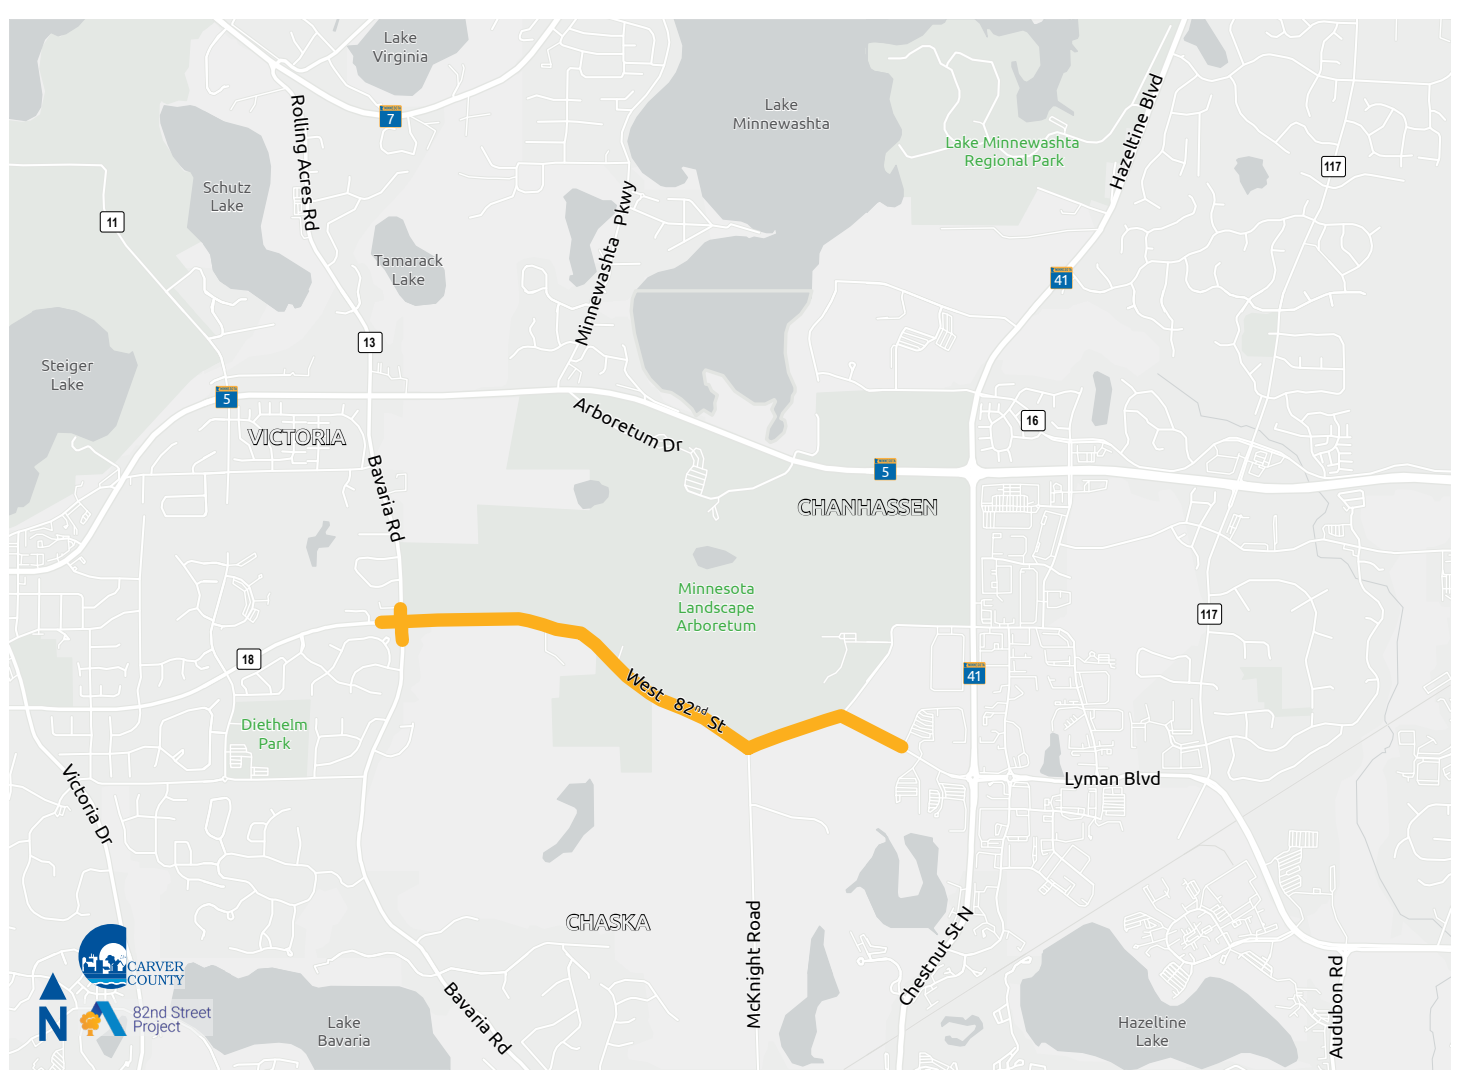 Lake
Virginia
7
Rolling Acres Rd
Lake
Minnewashta
Lake Minnewashta
Regional Park
Hazeltine Blvd
117
Schutz
Lake
11
Minnewashta Pkwy
Tamarack
Lake
41
13
Steiger
Lake
5
Arboretum Dr
16
VICTORIA
5
Bavaria Rd
CHANHASSEN
Minnesota
Landscape
Arboretum
117
18
41
West 82nd St
Diethelm
Park
Victoria Dr
Lyman Blvd
CHASKA
McKnight Road
Chestnut St N
CARVER
COUNTY
N
82nd Street
Project
Lake
Bavaria
Bavaria Rd
Hazeltine
Lake
Audubon Rd